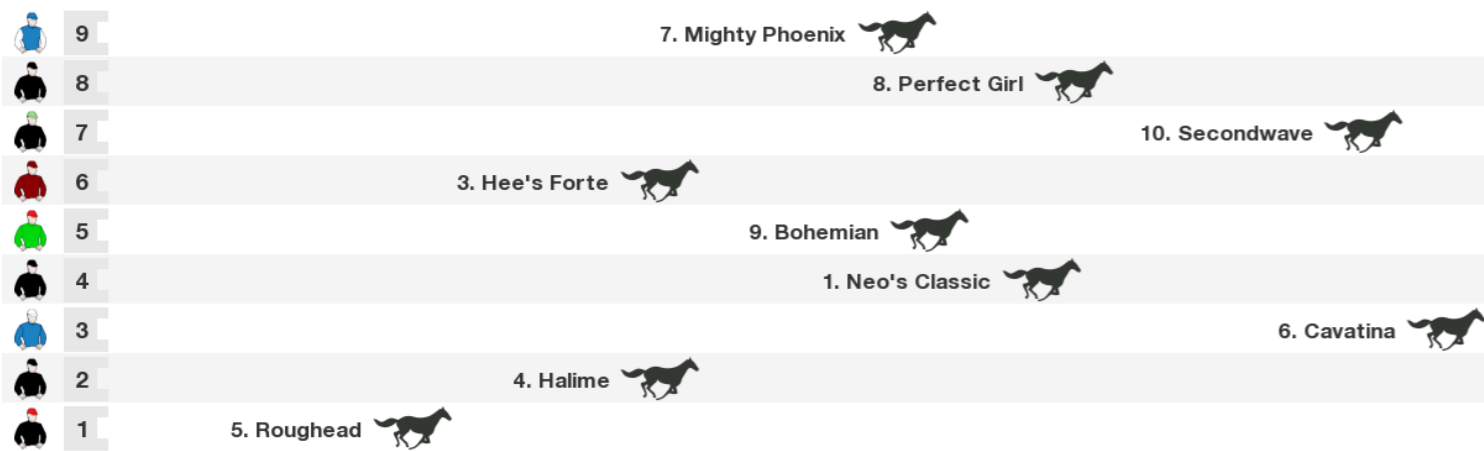 9 7. Mighty Phoenix
8 8. Perfect Girl
7 10. Secondwave
6 3. Hee's Forte
5 9. Bohemian
4 1. Neo's Classic
3 6. Cavatina
2 4. Halime
1 5. Roughead